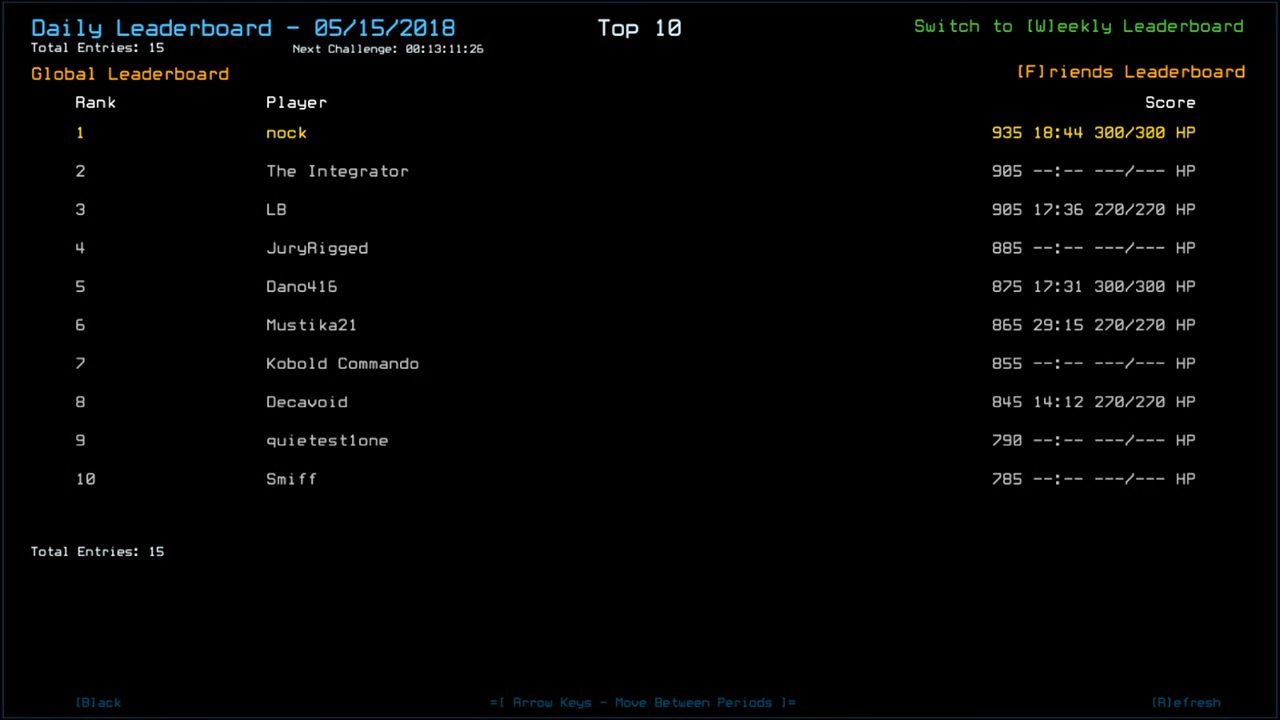 Daily Leaderboard - 05/15/2018 Top 10 Switch to [W]eekly Leaderboard
Total Entries: 15 Next Challenge: 00:13:11:26
Global Leaderboard [F]riends Leaderboard
Rank Player Score
1 nock 935 18:44 300/300 HP
2 The Integrator 905 --:-- ---/--- HP
3 LB 905 17:36 270/270 HP
4 JuryRigged 885 --:-- ---/--- HP
5 Dano416 875 17:31 300/300 HP
6 Mustika21 865 29:15 270/270 HP
7 Kobold Commando 855 --:-- ---/--- HP
8 Decavoid 845 14:12 270/270 HP
9 quietest1one 790 --:-- ---/--- HP
10 Smiff 785 --:-- ---/--- HP
Total Entries: 15
[B]ack =[ Arrow Keys - Move Between Periods ]= [R]efresh